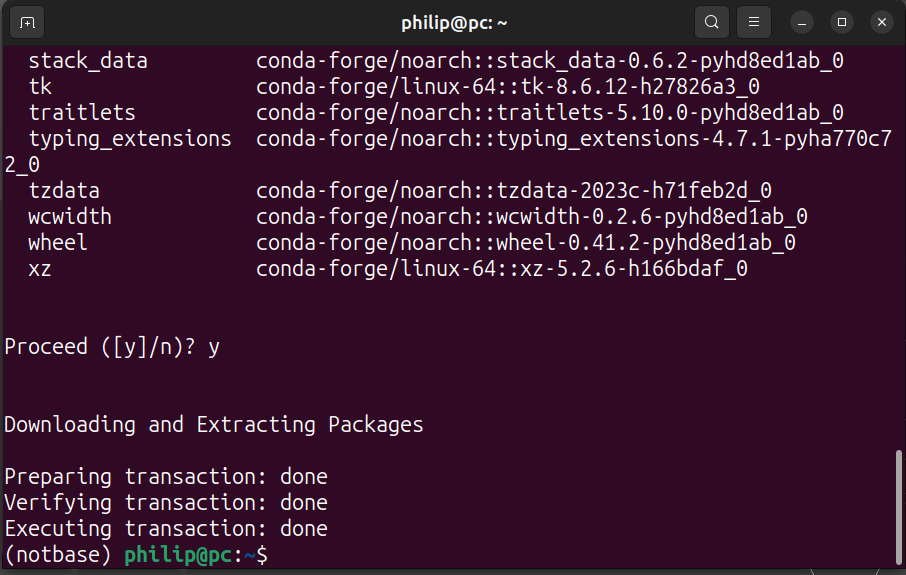 philip@pc: ~
stack_data conda-forge/noarch::stack_data-0.6.2-pyhd8ed1ab_0
tk conda-forge/linux-64::tk-8.6.12-h27826a3_0
traitlets conda-forge/noarch::traitlets-5.10.0-pyhd8ed1ab_0
typing_extensions conda-forge/noarch::typing_extensions-4.7.1-pyha770c7
2_0
tzdata conda-forge/noarch::tzdata-2023c-h71feb2d_0
wcwidth conda-forge/noarch::wcwidth-0.2.6-pyhd8ed1ab_0
wheel conda-forge/noarch::wheel-0.41.2-pyhd8ed1ab_0
xz conda-forge/linux-64::xz-5.2.6-h166bdaf_0
Proceed ([y]/n)? y
Downloading and Extracting Packages
Preparing transaction: done
Verifying transaction: done
Executing transaction: done
(notbase) philip@pc:~$